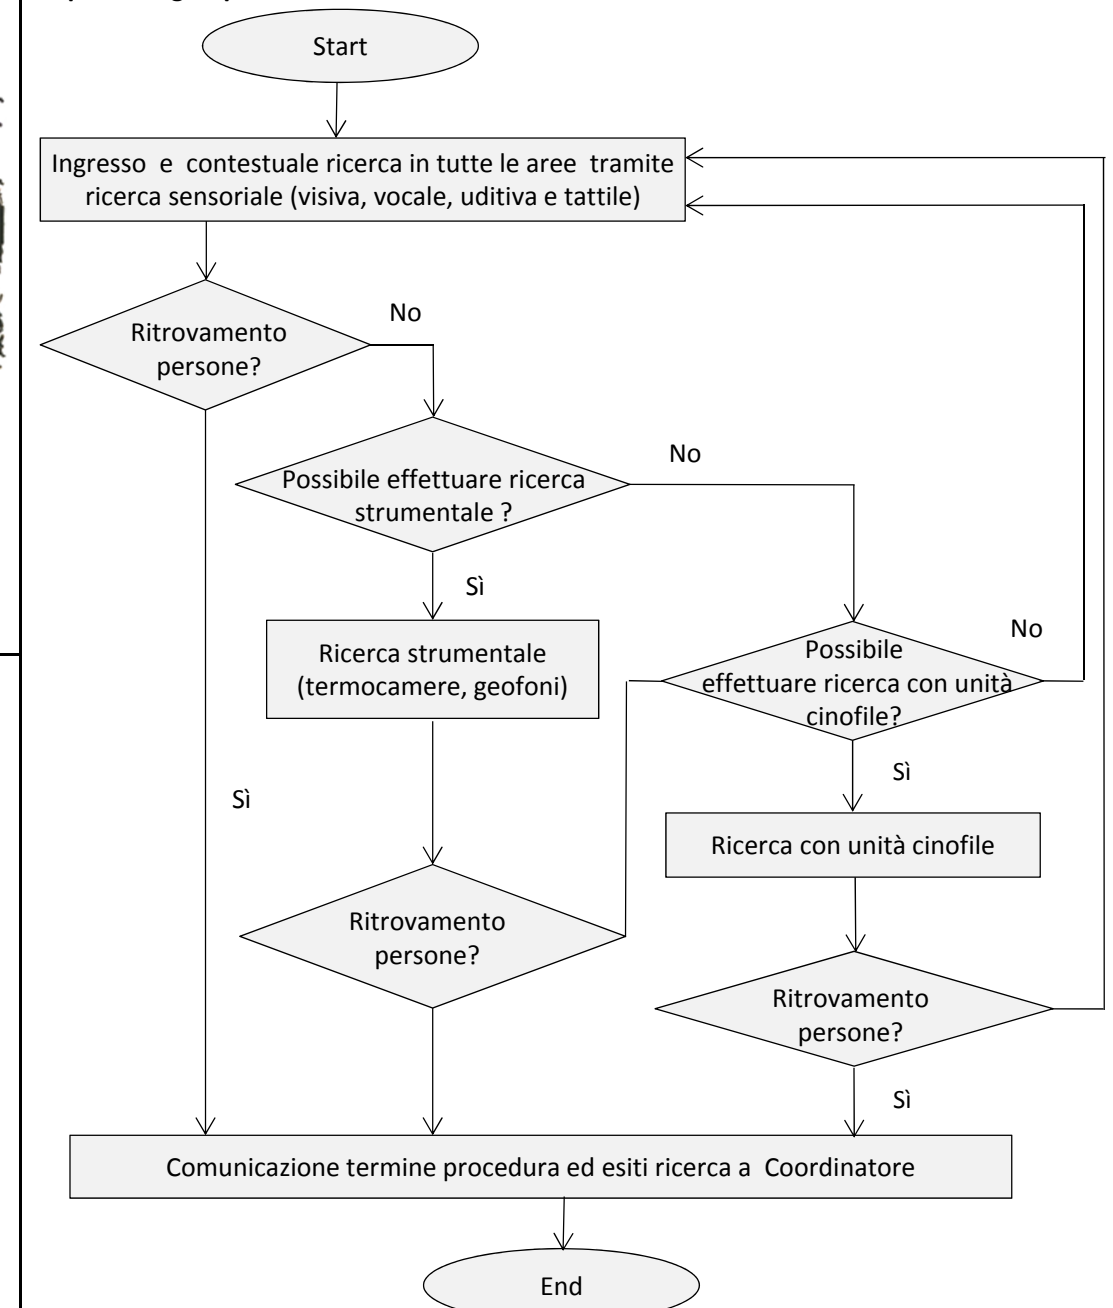 Start
Ingresso e contestuale ricerca in tutte le aree tramite
ricerca sensoriale (visiva, vocale, uditiva e tattile)
Ritrovamento
persone?
No
Possibile effettuare ricerca
strumentale ?
No
Sì
Ricerca strumentale
(termocamere, geofoni)
Possibile
effettuare ricerca con unità
cinofile?
No
Sì
Sì
Ricerca con unità cinofile
Ritrovamento
persone?
Ritrovamento
persone?
Sì
Comunicazione termine procedura ed esiti ricerca a Coordinatore
End